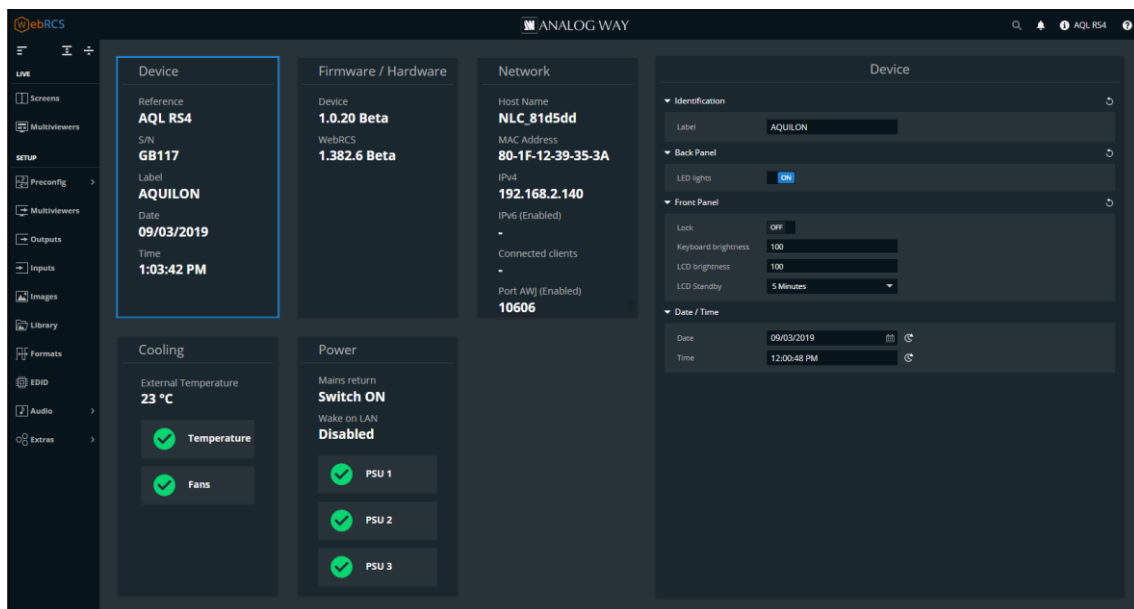 WebRCS
ANALOG WAY
AQL RS4
LIVE
Screens
Multiviewers
SETUP
Preconfig
Multiviewers
Outputs
Inputs
Images
Library
Formats
EDID
Audio
Extras
Device
Reference
AQL RS4
S/N
GB117
Label
AQUILON
Date
09/03/2019
Time
1:03:42 PM
Firmware / Hardware
Device
1.0.20 Beta
WebRCS
1.382.6 Beta
Network
Host Name
NLC_81d5dd
MAC Address
80-1F-12-39-35-3A
IPv4
192.168.2.140
IPv6 (Enabled)
-
Connected clients
-
Port AWJ (Enabled)
10606
Cooling
External Temperature
23 °C
Temperature
Fans
Power
Mains return
Switch ON
Wake on LAN
Disabled
PSU 1
PSU 2
PSU 3
Device
Identification
Label AQUILON
Back Panel
LED lights ON
Front Panel
Lock OFF
Keyboard brightness 100
LCD brightness 100
LCD Standby 5 Minutes
Date / Time
Date 09/03/2019
Time 12:00:48 PM